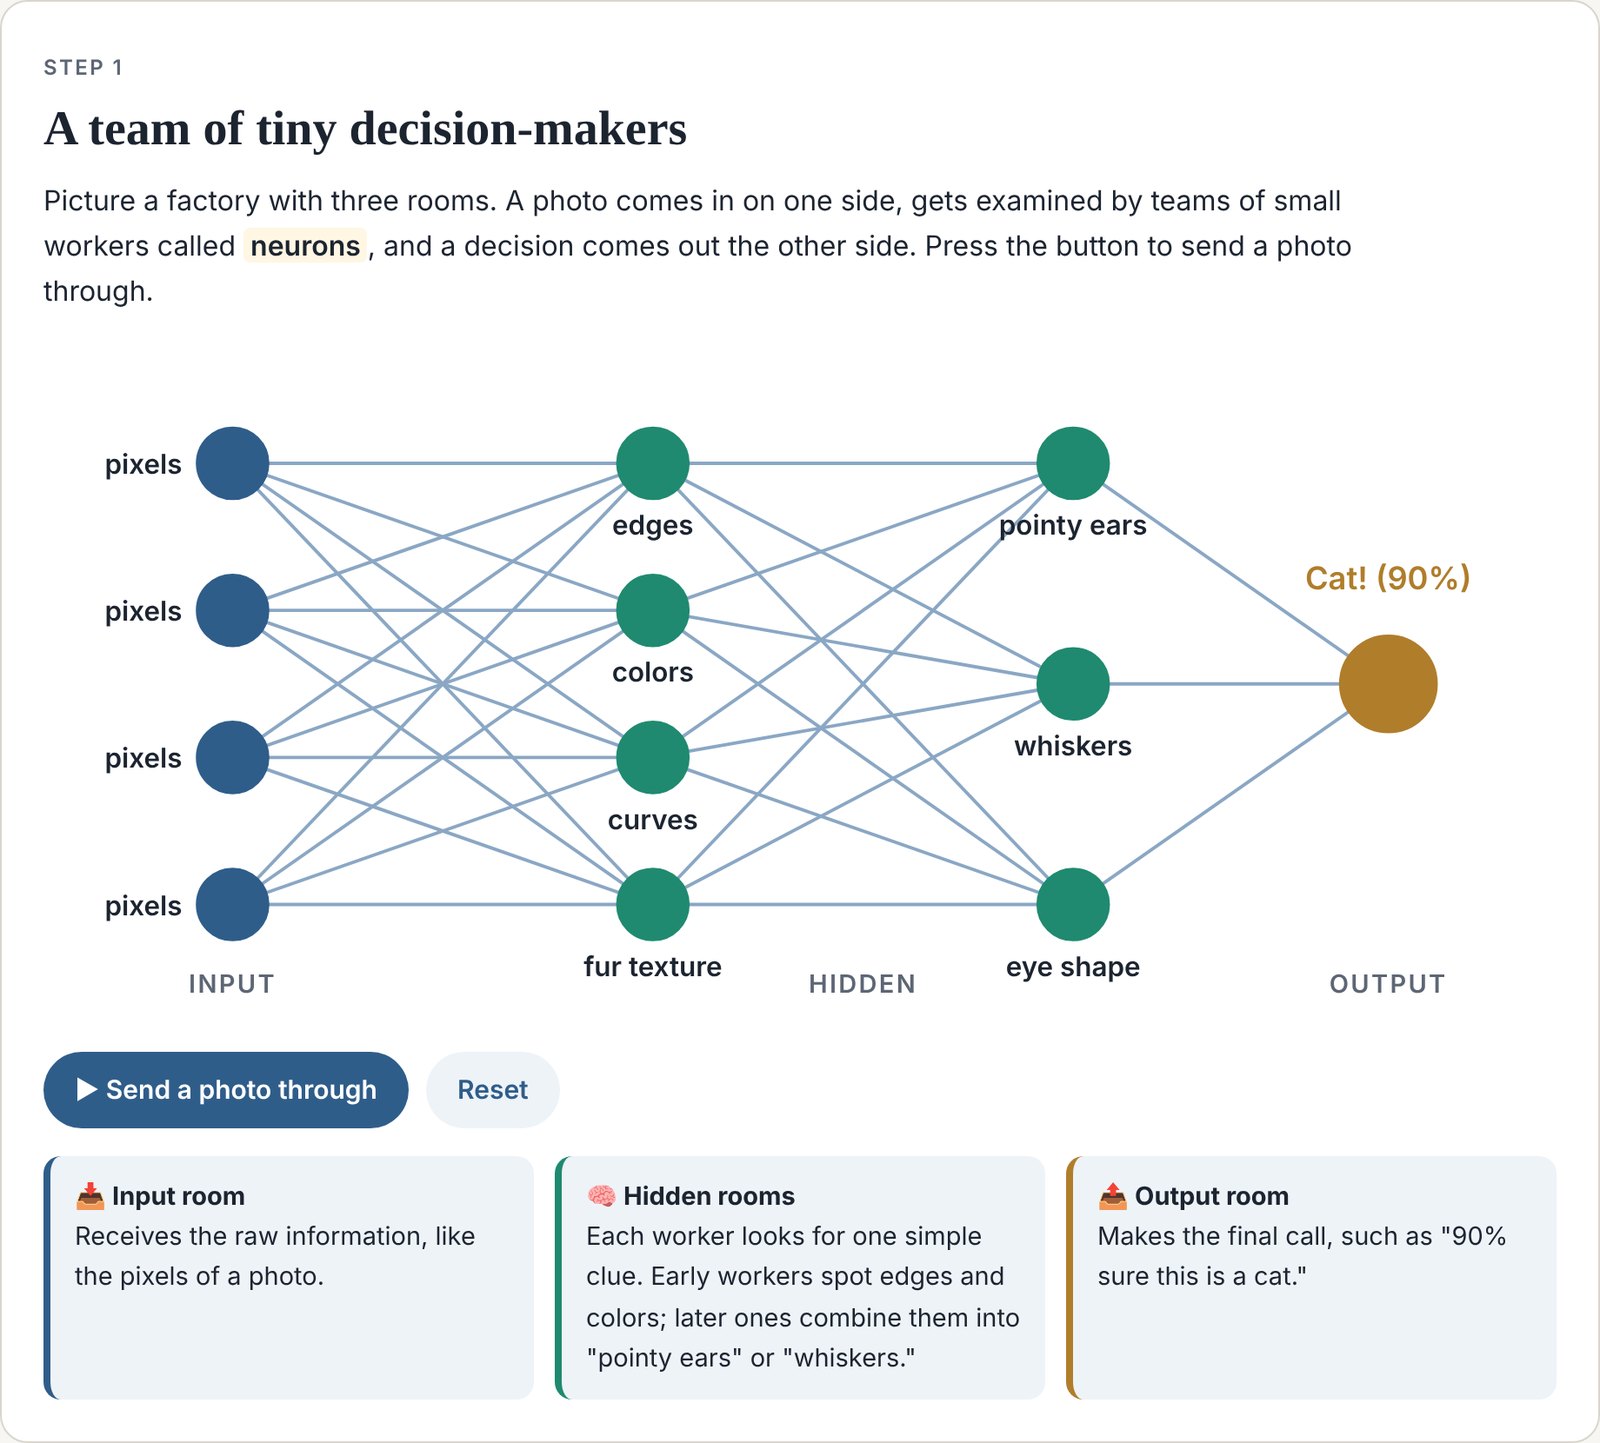 STEP 1
A team of tiny decision-makers
Picture a factory with three rooms. A photo comes in on one side, gets examined by teams of small
workers called neurons, and a decision comes out the other side. Press the button to send a photo
through.
pixels
edges
pointy ears
Cat! (90%)
pixels
colors
whiskers
pixels
curves
pixels
fur texture
eye shape
INPUT
HIDDEN
OUTPUT
▶ Send a photo through
Reset
📥 Input room
Receives the raw information, like
the pixels of a photo.
🧠 Hidden rooms
Each worker looks for one simple
clue. Early workers spot edges and
colors; later ones combine them into
"pointy ears" or "whiskers."
📤 Output room
Makes the final call, such as "90%
sure this is a cat."